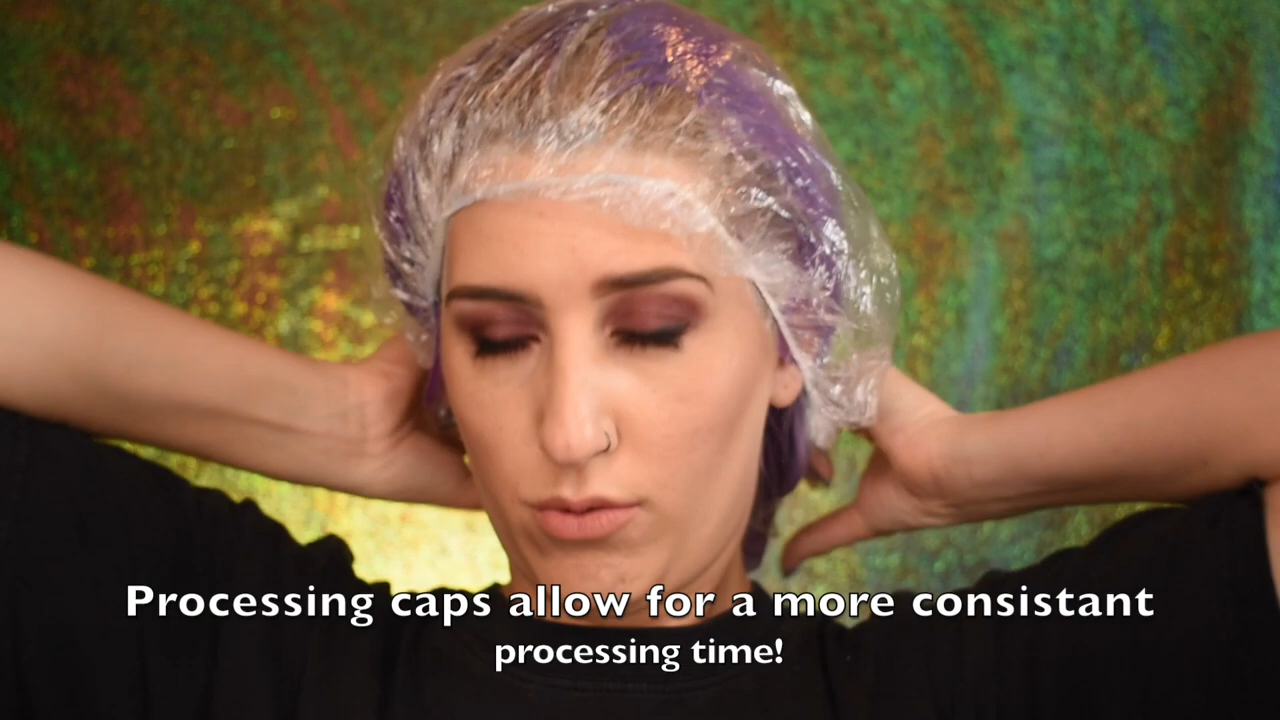 Processing caps allow for a more consistant
processing time!